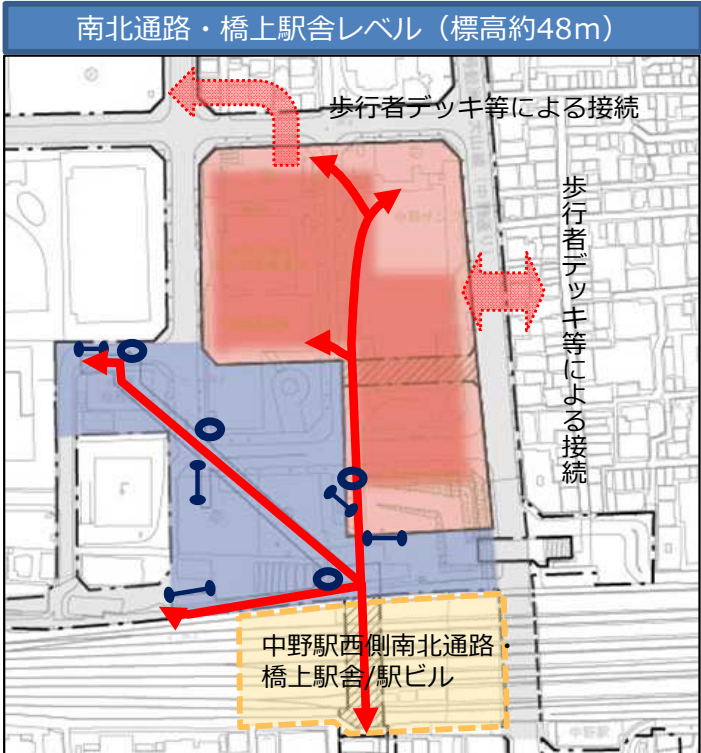 南北通路・橋上駅舎レベル（標高約48m）
歩行者デッキ等による接続
歩行者デッキ等による接続
中野駅西側南北通路・
橋上駅舎/駅ビル
中野駅